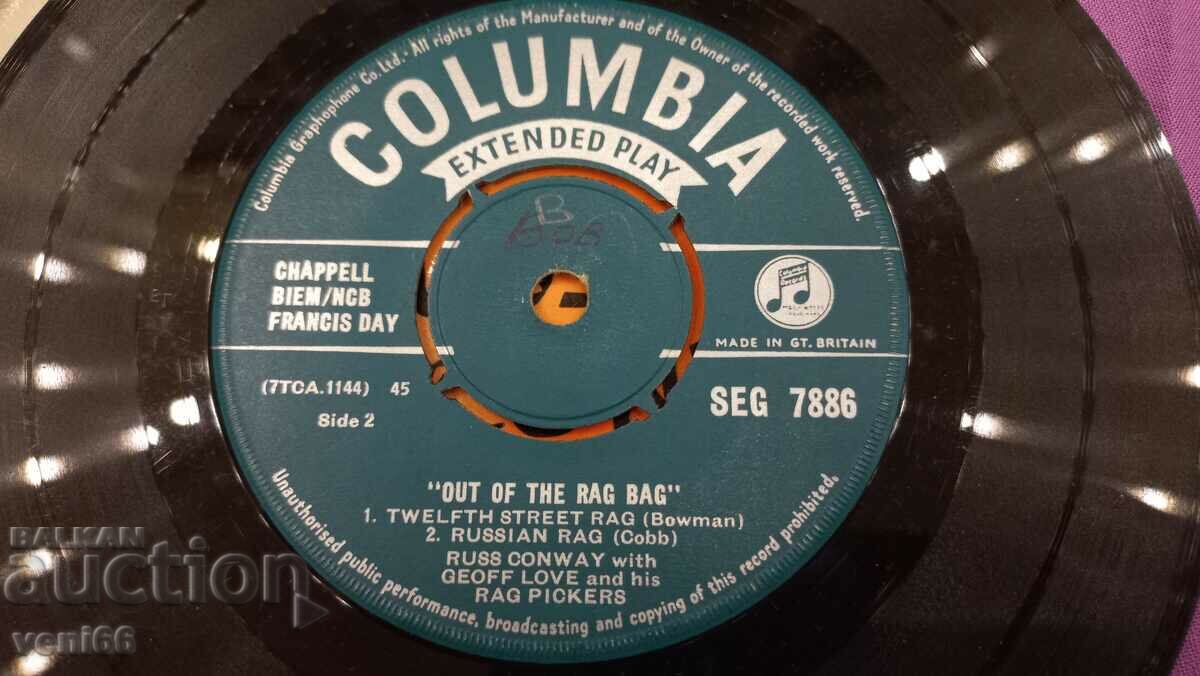 Columbia Graphophone Co. Ltd. · All rights of the Manufacturer and of the Owner of the recorded work reserved.
COLUMBIA
EXTENDED PLAY
B
CHAPPELL
BIEM/NCB
FRANCIS DAY
MADE IN GT. BRITAIN
(7TCA.1144) 45
Side 2
SEG 7886
"OUT OF THE RAG BAG"
1. TWELFTH STREET RAG (Bowman)
2. RUSSIAN RAG (Cobb)
RUSS CONWAY with
GEOFF LOVE and his
RAG PICKERS
Unauthorised public performance, broadcasting and copying of this record prohibited.
BALKAN
auction
veni66